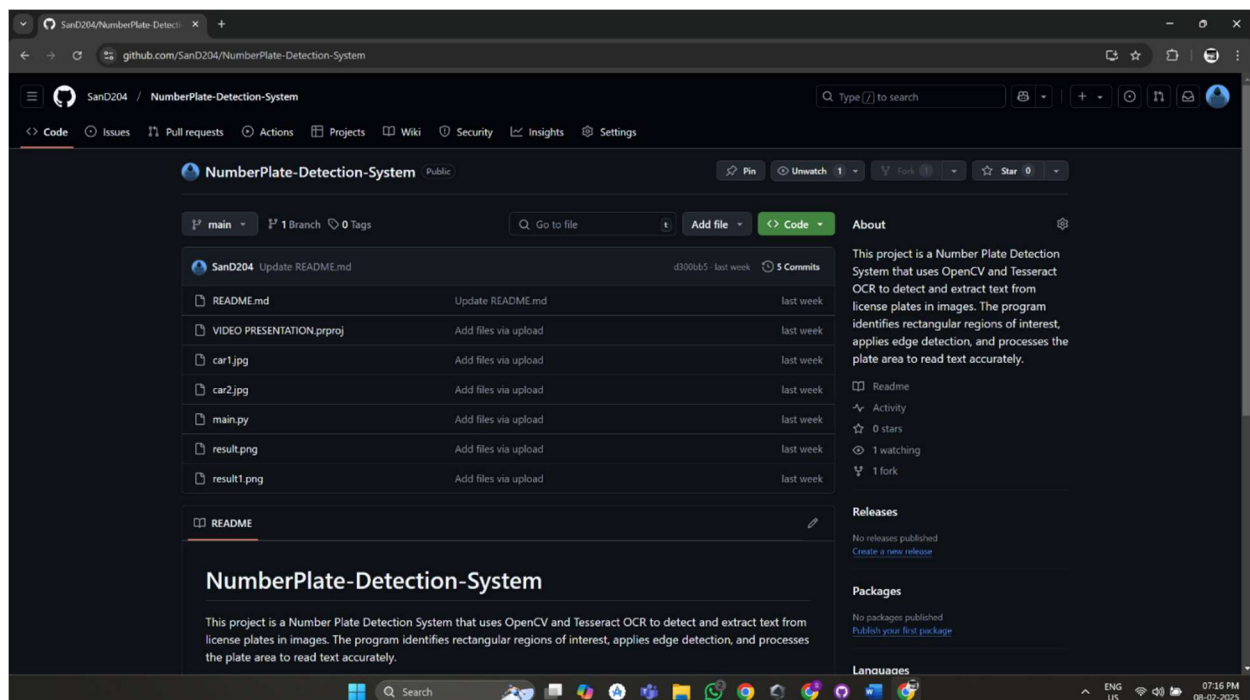 SanD204/NumberPlate-Detecti
github.com/SanD204/NumberPlate-Detection-System
SanD204 / NumberPlate-Detection-System
Type / to search
Code Issues Pull requests Actions Projects Wiki Security Insights Settings
NumberPlate-Detection-System Public
Pin Unwatch 1 Fork 1 Star 0
main 1 Branch 0 Tags Go to file t Add file Code
SanD204 Update README.md d300bb5 · last week 5 Commits
README.md Update README.md last week
VIDEO PRESENTATION.prproj Add files via upload last week
car1.jpg Add files via upload last week
car2.jpg Add files via upload last week
main.py Add files via upload last week
result.png Add files via upload last week
result1.png Add files via upload last week
README
NumberPlate-Detection-System
This project is a Number Plate Detection System that uses OpenCV and Tesseract OCR to detect and extract text from
license plates in images. The program identifies rectangular regions of interest, applies edge detection, and processes
the plate area to read text accurately.
About
This project is a Number Plate Detection
System that uses OpenCV and Tesseract
OCR to detect and extract text from
license plates in images. The program
identifies rectangular regions of interest,
applies edge detection, and processes the
plate area to read text accurately.
Readme
Activity
0 stars
1 watching
1 fork
Releases
No releases published
Create a new release
Packages
No packages published
Publish your first package
Languages
Search
ENG
US
07:16 PM
08-02-2025